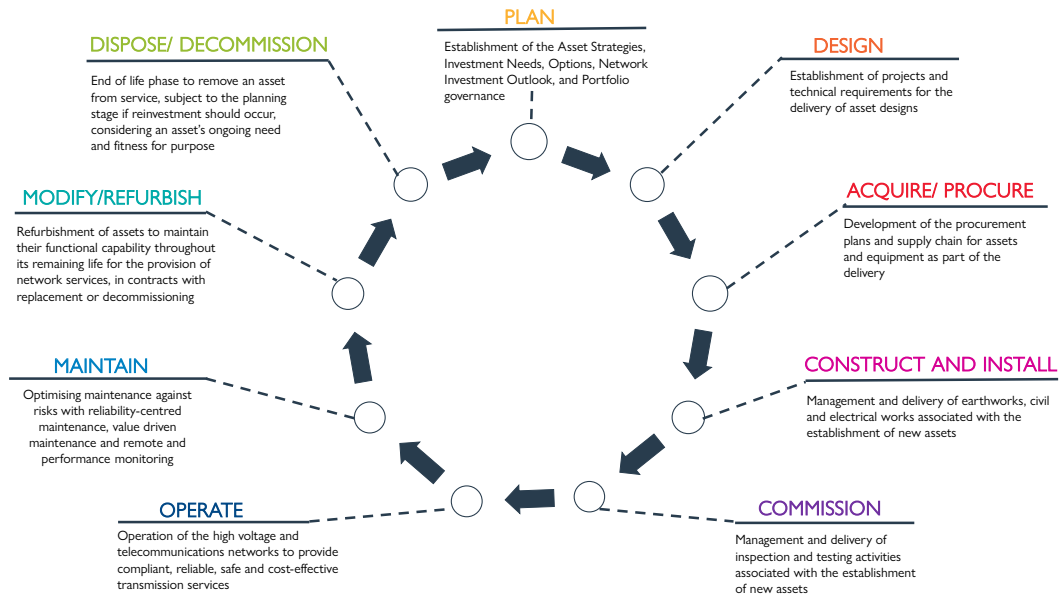 PLAN
Establishment of the Asset Strategies,
Investment Needs, Options, Network
Investment Outlook, and Portfolio
governance
DESIGN
Establishment of projects and
technical requirements for the
delivery of asset designs
ACQUIRE/ PROCURE
Development of the procurement
plans and supply chain for assets
and equipment as part of the
delivery
CONSTRUCT AND INSTALL
Management and delivery of earthworks, civil
and electrical works associated with the
establishment of new assets
COMMISSION
Management and delivery of
inspection and testing activities
associated with the establishment
of new assets
OPERATE
Operation of the high voltage and
telecommunications networks to provide
compliant, reliable, safe and cost-effective
transmission services
MAINTAIN
Optimising maintenance against
risks with reliability-centred
maintenance, value driven
maintenance and remote and
performance monitoring
MODIFY/REFURBISH
Refurbishment of assets to maintain
their functional capability throughout
its remaining life for the provision of
network services, in contracts with
replacement or decommissioning
DISPOSE/ DECOMMISSION
End of life phase to remove an asset
from service, subject to the planning
stage if reinvestment should occur,
considering an asset's ongoing need
and fitness for purpose